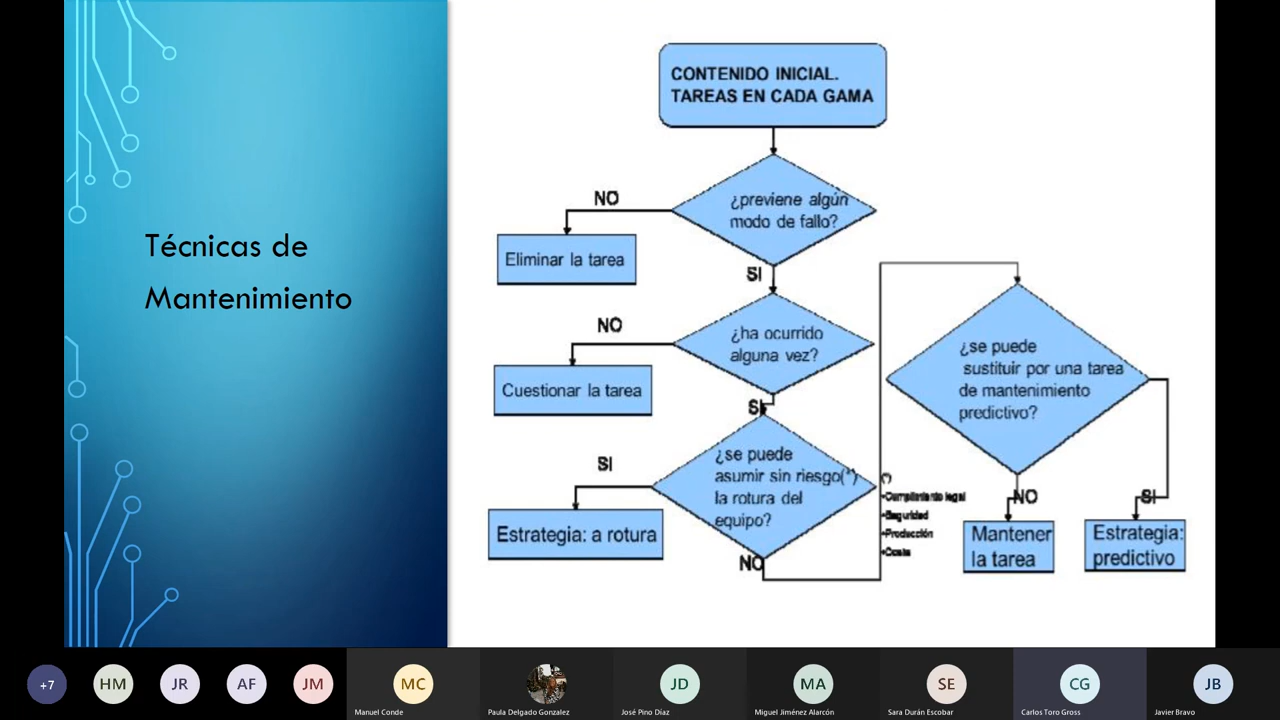 Técnicas de
Mantenimiento
CONTENIDO INICIAL.
TAREAS EN CADA GAMA
¿previene algún
modo de fallo?
NO
Eliminar la tarea
SI
¿ha ocurrido
alguna vez?
NO
Cuestionar la tarea
SI
¿se puede
asumir sin riesgo(*)
la rotura del
equipo?
SI
Estrategia: a rotura
NO
(*)
•Cumplimiento legal
•Seguridad
•Producción
•Coste
¿se puede
sustituir por una tarea
de mantenimiento
predictivo?
NO
Mantener
la tarea
SI
Estrategia:
predictivo
+7
HM
JR
AF
JM
MC
Manuel Conde
Paula Delgado Gonzalez
JD
José Pino Díaz
MA
Miguel Jiménez Alarcón
SE
Sara Durán Escobar
CG
Carlos Toro Gross
JB
Javier Bravo